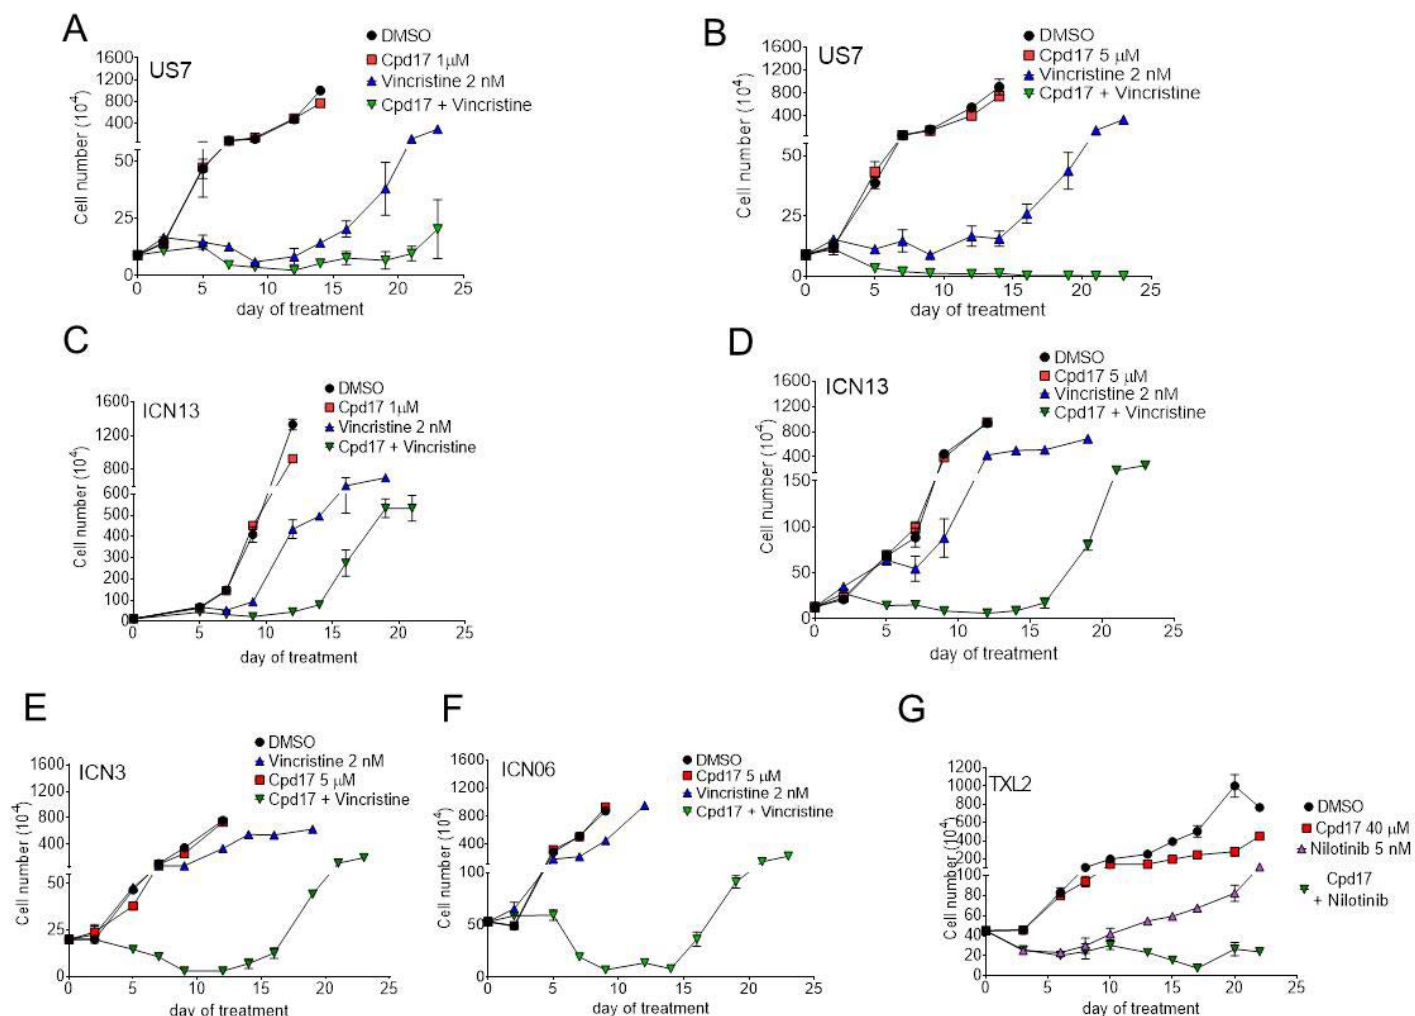 A
US7
DMSO
Cpd17 1μM
Vincristine 2 nM
Cpd17 + Vincristine
Cell number (10⁴)
1600
1200
800
400
50
25
0
0 5 10 15 20 25
day of treatment
B
US7
DMSO
Cpd17 5 μM
Vincristine 2 nM
Cpd17 + Vincristine
Cell number (10⁴)
1600
1200
800
400
50
25
0
0 5 10 15 20 25
day of treatment
C
ICN13
DMSO
Cpd17 1μM
Vincristine 2 nM
Cpd17 + Vincristine
Cell number (10⁴)
1600
1200
800
600
500
400
300
200
100
0
0 5 10 15 20 25
day of treatment
D
ICN13
DMSO
Cpd17 5 μM
Vincristine 2 nM
Cpd17 + Vincristine
Cell number (10⁴)
1600
1200
800
400
150
100
50
0
0 5 10 15 20 25
day of treatment
E
ICN3
DMSO
Vincristine 2 nM
Cpd17 5 μM
Cpd17 + Vincristine
Cell number (10⁴)
1600
1200
800
400
50
25
0
0 5 10 15 20 25
day of treatment
F
ICN06
DMSO
Cpd17 5 μM
Vincristine 2 nM
Cpd17 + Vincristine
Cell number (10⁴)
1600
1200
800
400
100
50
0
0 5 10 15 20 25
day of treatment
G
TXL2
DMSO
Cpd17 40 μM
Nilotinib 5 nM
Cpd17
+ Nilotinib
Cell number (10⁴)
1200
1000
800
600
400
200
100
80
60
40
20
0
0 5 10 15 20 25
day of treatment